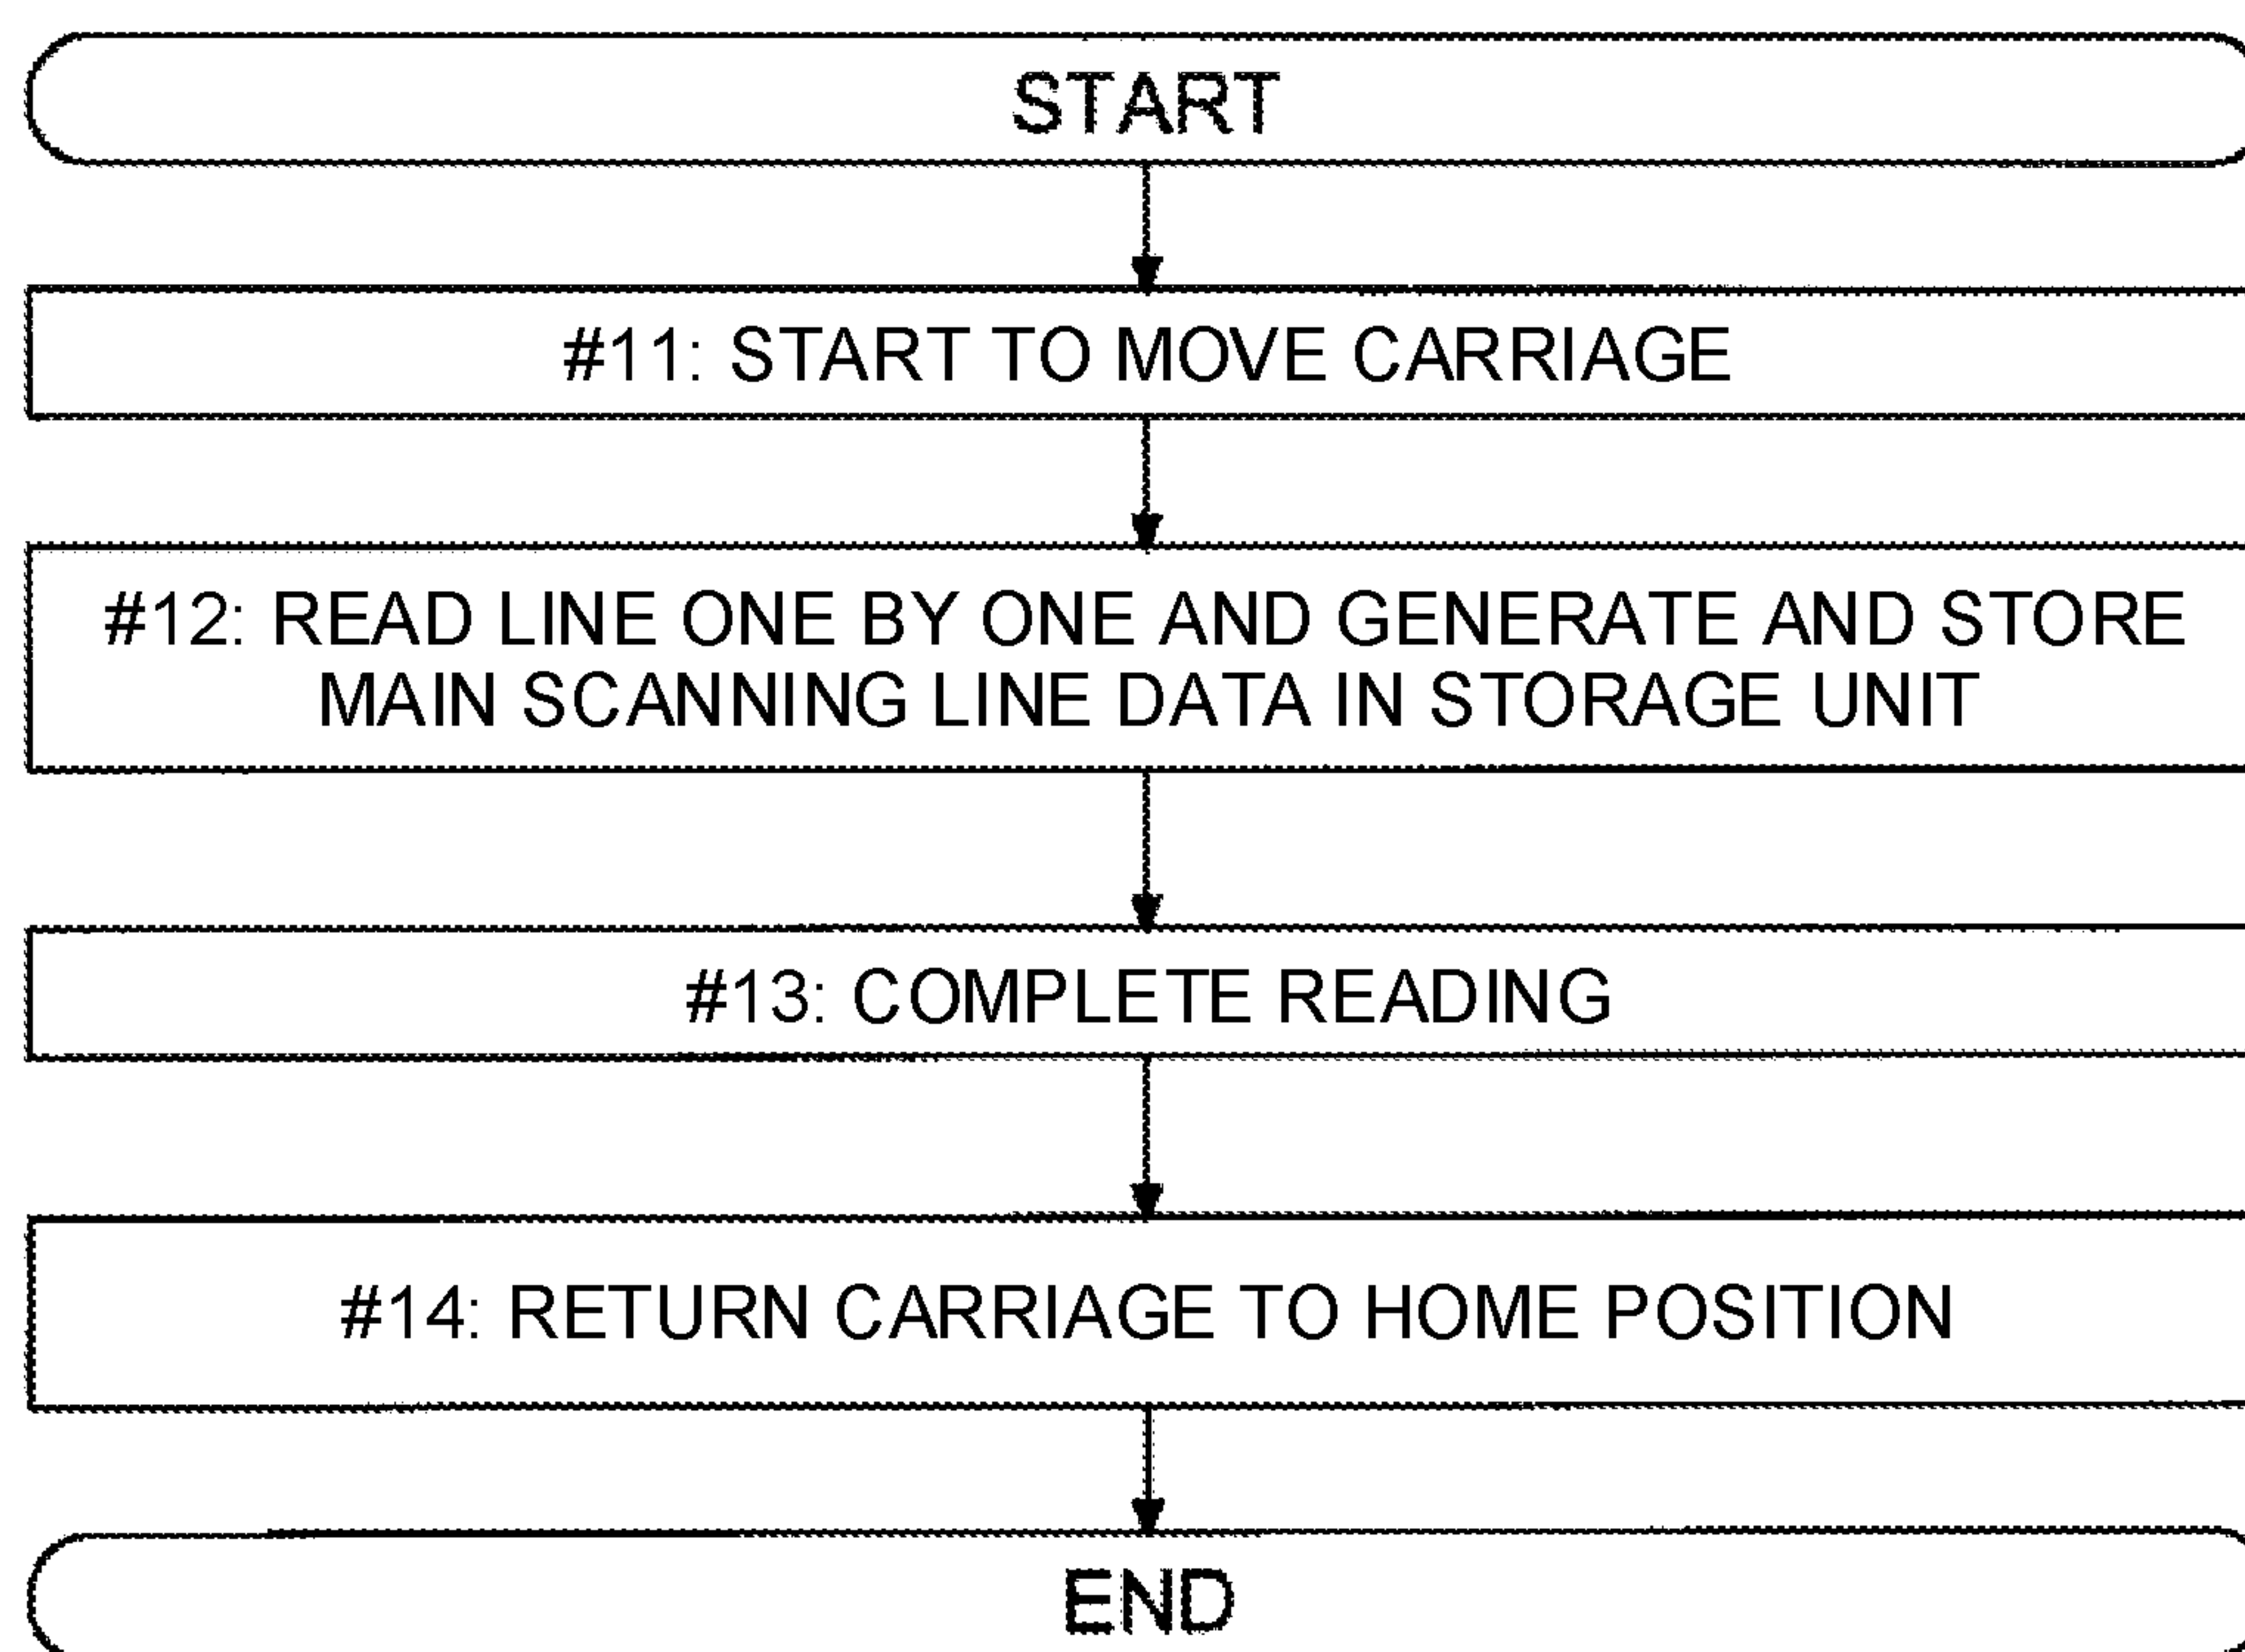 START
#11: START TO MOVE CARRIAGE
#12: READ LINE ONE BY ONE AND GENERATE AND STORE
MAIN SCANNING LINE DATA IN STORAGE UNIT
#13: COMPLETE READING
#14: RETURN CARRIAGE TO HOME POSITION
END